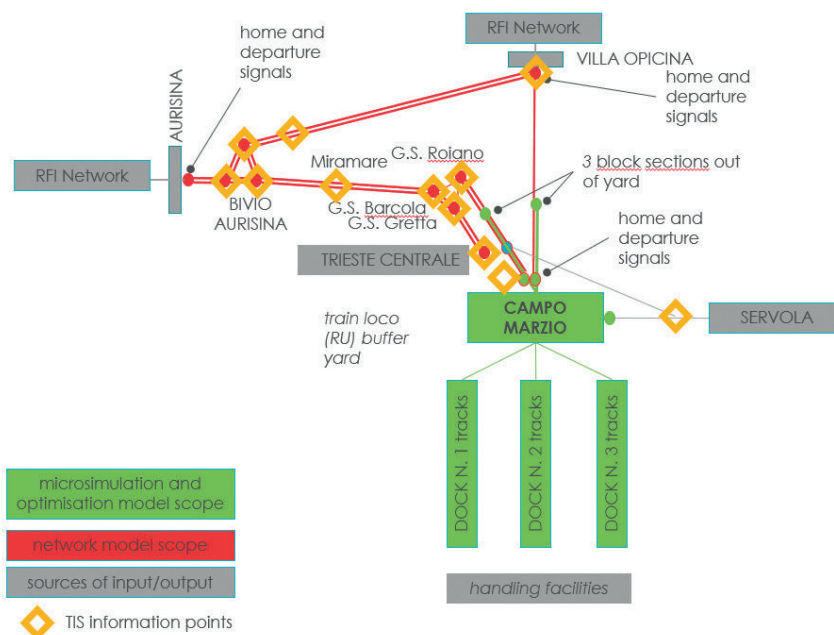 RFI Network
home and
departure
signals
VILLA OPICINA
home and
departure
signals
AURISINA
Miramare
G.S. Roiano
3 block sections out
of yard
RFI Network
BIVIO
AURISINA
G.S. Barcola
G.S. Gretta
home and
departure
signals
TRIESTE CENTRALE
CAMPO
MARZIO
SERVOLA
train loco
(RU) buffer
yard
DOCK N. 1 tracks
DOCK N. 2 tracks
DOCK N. 3 tracks
microsimulation and
optimisation model scope
network model scope
sources of input/output
handling facilities
TIS information points